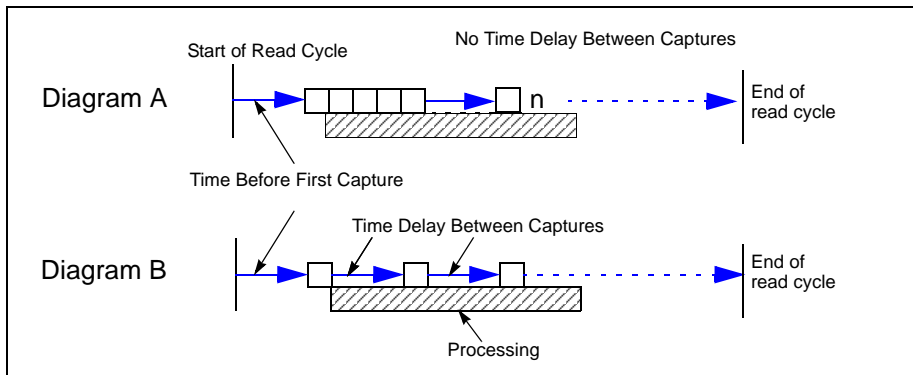 No Time Delay Between Captures
Start of Read Cycle
Diagram A
n
End of
read cycle
Time Before First Capture
Time Delay Between Captures
Diagram B
End of
read cycle
Processing